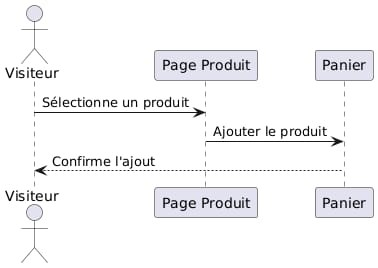 Visiteur
Page Produit
Panier
Sélectionne un produit
Ajouter le produit
Confirme l'ajout
Visiteur
Page Produit
Panier